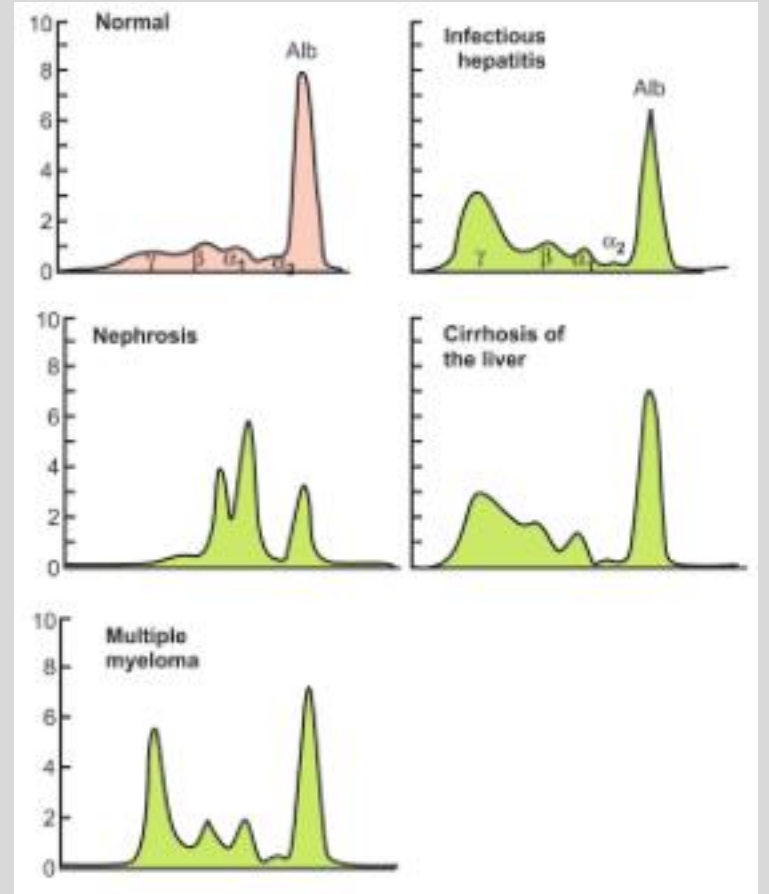 Normal
10
8
6
4
2
0
Alb
γ
β
α1
α2
Infectious
hepatitis
Alb
γ
β
α
α2
Nephrosis
10
8
6
4
2
0
Cirrhosis of
the liver
Multiple
myeloma
10
8
6
4
2
0